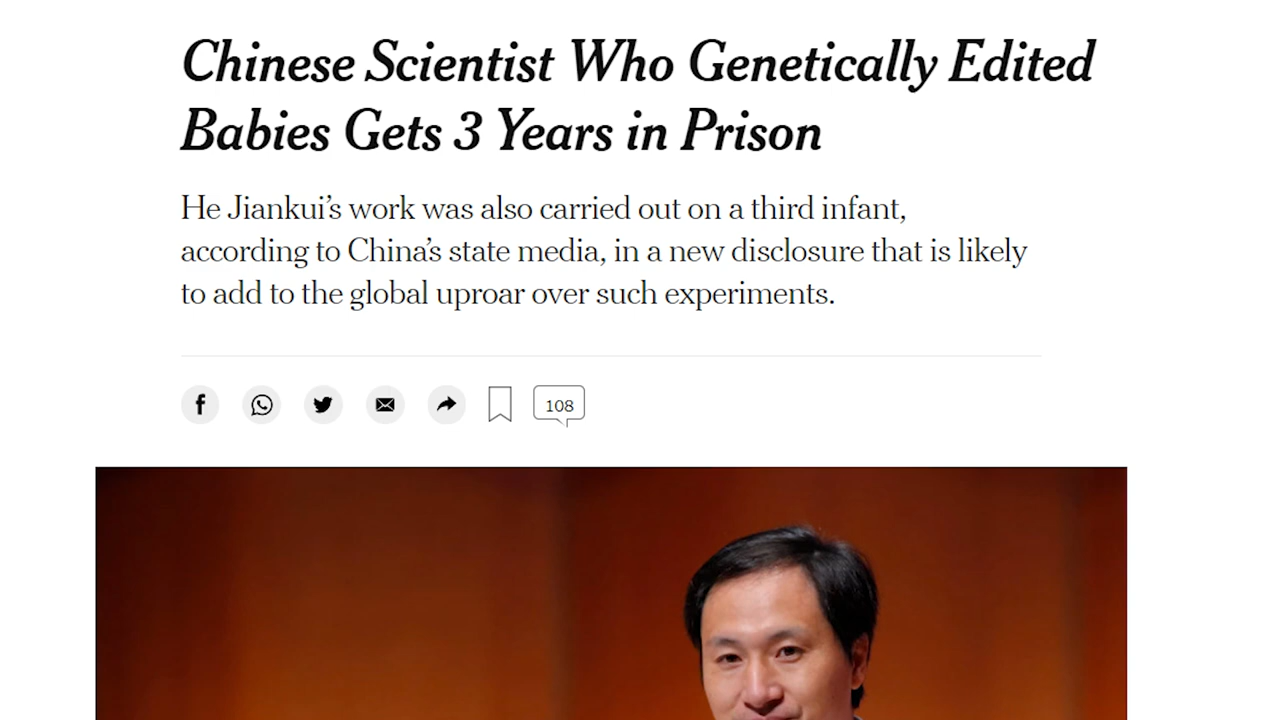 Chinese Scientist Who Genetically Edited
Babies Gets 3 Years in Prison
He Jiankui’s work was also carried out on a third infant,
according to China’s state media, in a new disclosure that is likely
to add to the global uproar over such experiments.
108